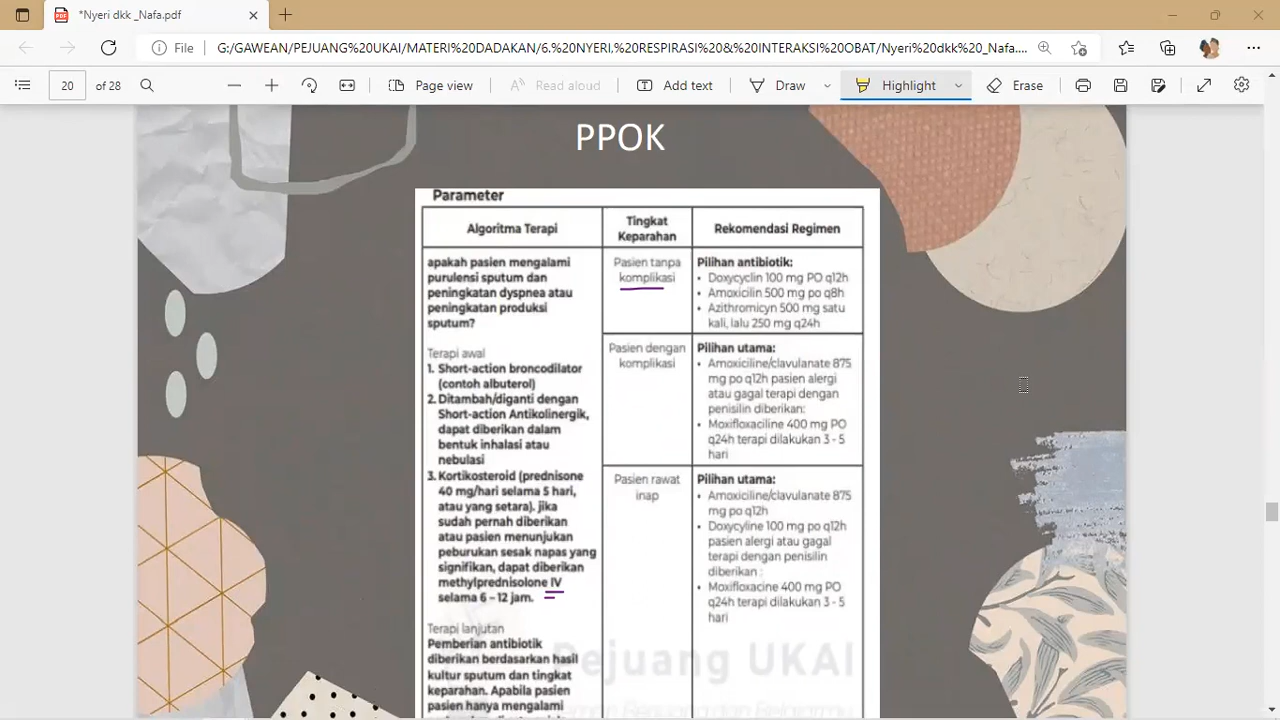 *Nyeri dkk _Nafa.pdf
File
G:/GAWEAN/PEJUANG%20UKAI/MATERI%20DADAKAN/6.%20NYERI,%20RESPIRASI%20&%20INTERAKSI%20OBAT/Nyeri%20dkk%20_Nafa....
20 of 28
Page view
Read aloud
Add text
Draw
Highlight
Erase
PPOK
Parameter
Algoritma Terapi
Tingkat
Keparahan
Rekomendasi Regimen
apakah pasien mengalami
purulensi sputum dan
peningkatan dyspnea atau
peningkatan produksi
sputum?
Terapi awal
1. Short-action broncodilator
(contoh albuterol)
2. Ditambah/diganti dengan
Short-action Antikolinergik,
dapat diberikan dalam
bentuk inhalasi atau
nebulasi
3. Kortikosteroid (prednisone
40 mg/hari selama 5 hari,
atau yang setara). jika
sudah pernah diberikan
atau pasien menunjukan
peburukan sesak napas yang
signifikan, dapat diberikan
methylprednisolone IV
selama 6 – 12 jam.
Terapi lanjutan
Pemberian antibiotik
diberikan berdasarkan hasil
kultur sputum dan tingkat
keparahan. Apabila pasien
pasien hanya mengalami
Pasien tanpa
komplikasi
Pilihan antibiotik:
• Doxycyclin 100 mg PO q12h
• Amoxicilin 500 mg po q8h
• Azithromicyn 500 mg satu
kali, lalu 250 mg q24h
Pasien dengan
komplikasi
Pilihan utama:
• Amoxiciline/clavulanate 875
mg po q12h pasien alergi
atau gagal terapi dengan
penisilin diberikan:
• Moxifloxaciline 400 mg PO
q24h terapi dilakukan 3 - 5
hari
Pasien rawat
inap
Pilihan utama:
• Amoxiciline/clavulanate 875
mg po q12h
• Doxycyline 100 mg po q12h
pasien alergi atau gagal
terapi dengan penisilin
diberikan :
• Moxifloxacine 400 mg PO
q24h terapi dilakukan 3 - 5
hari
Pejuang UKAI